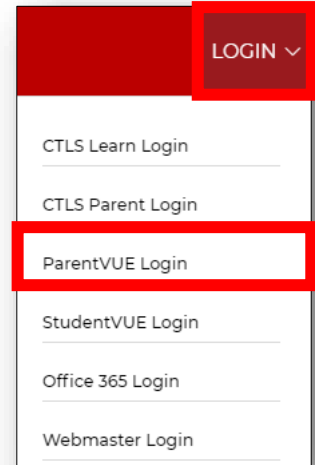 LOGIN
CTLS Learn Login
CTLS Parent Login
ParentVUE Login
StudentVUE Login
Office 365 Login
Webmaster Login